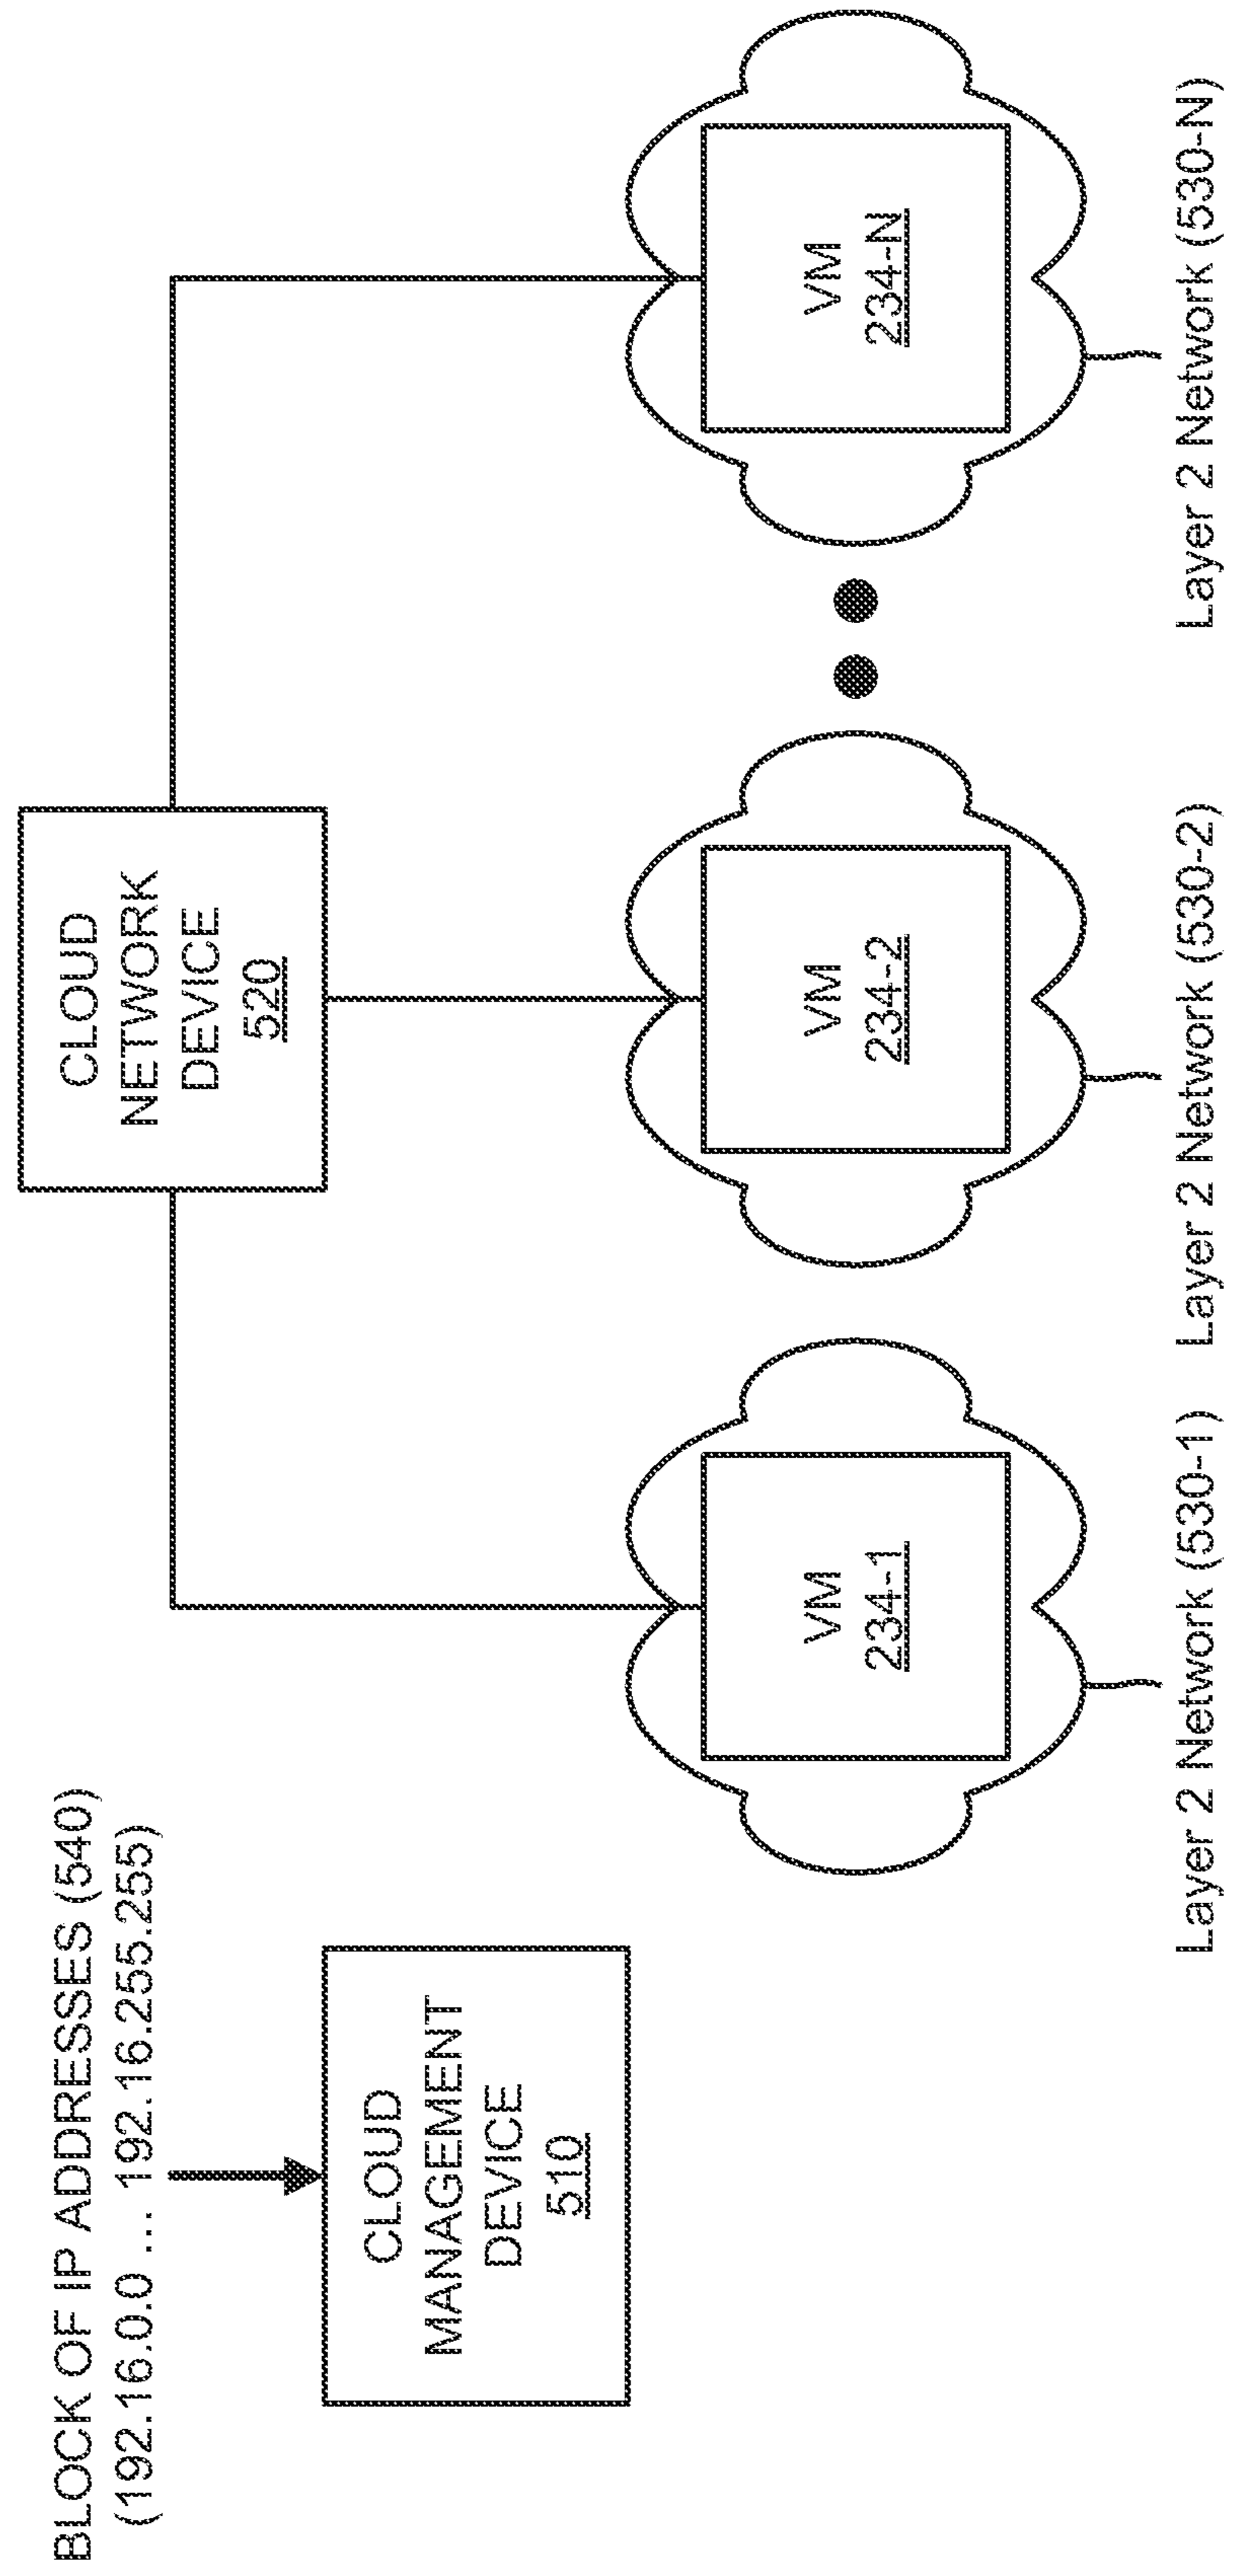 BLOCK OF IP ADDRESSES (540)
(192.16.0.0 ... 192.16.255.255)
CLOUD
MANAGEMENT
DEVICE
510
CLOUD
NETWORK
DEVICE
520
VM
234-1
VM
234-2
VM
234-N
Layer 2 Network (530-1)
Layer 2 Network (530-2)
Layer 2 Network (530-N)